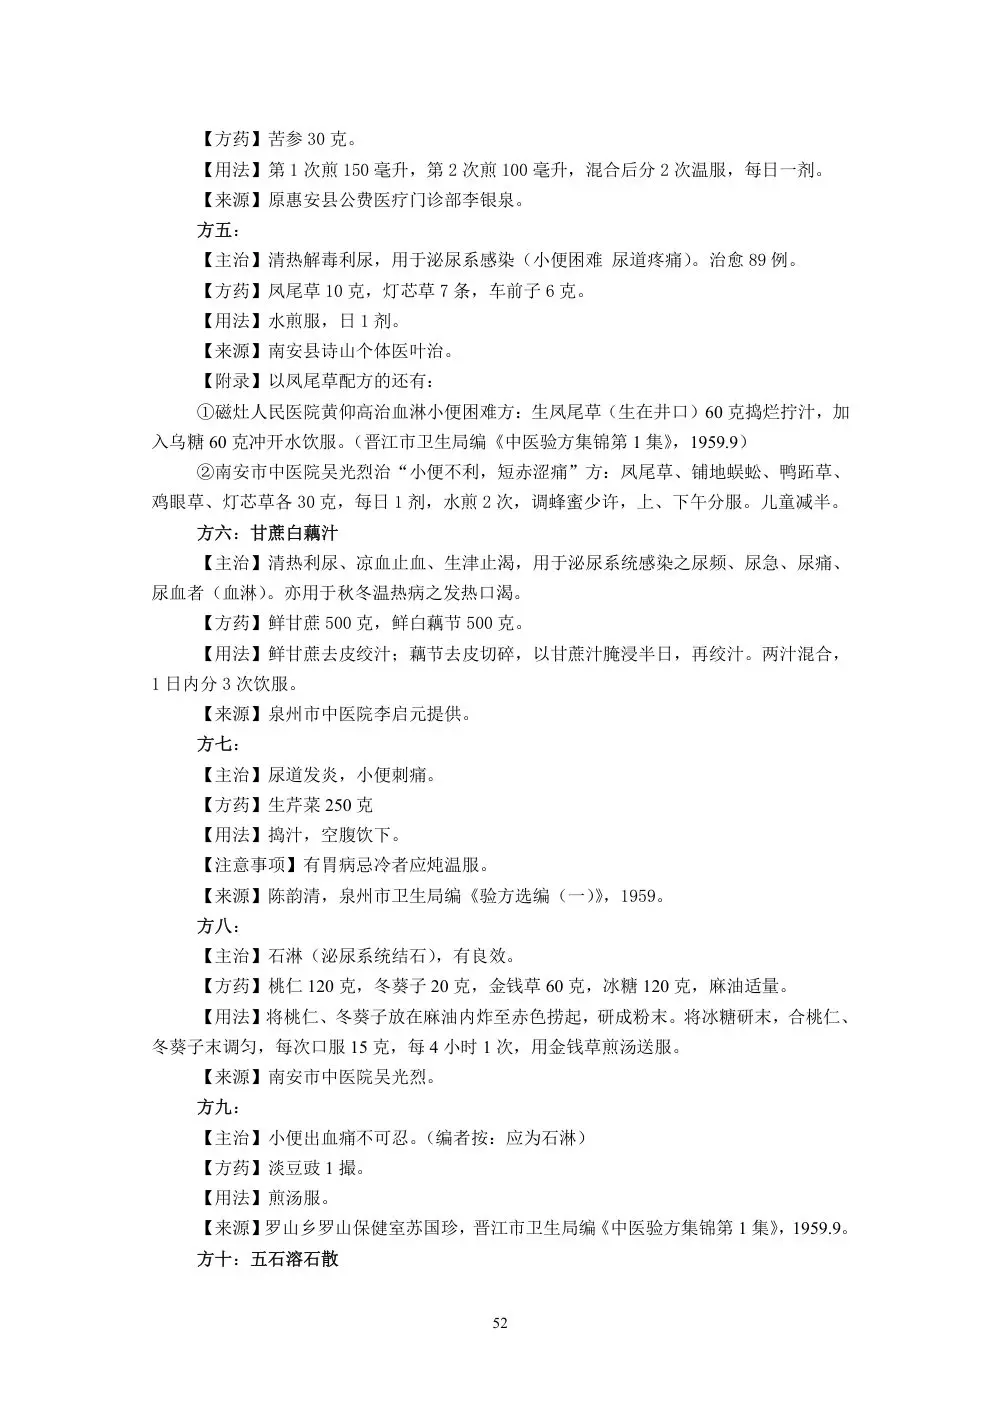 【方药】苦参 30 克。
【用法】第 1 次煎 150 毫升，第 2 次煎 100 毫升，混合后分 2 次温服，每日一剂。
【来源】原惠安县公费医疗门诊部李银泉。
方五：
【主治】清热解毒利尿，用于泌尿系感染（小便困难 尿道疼痛）。治愈 89 例。
【方药】凤尾草 10 克，灯芯草 7 条，车前子 6 克。
【用法】水煎服，日 1 剂。
【来源】南安县诗山个体医叶治。
【附录】以凤尾草配方的还有：
①磁灶人民医院黄仰高治血淋小便困难方：生凤尾草（生在井口）60 克捣烂拧汁，加
入乌糖 60 克冲开水饮服。（晋江市卫生局编《中医验方集锦第 1 集》，1959.9）
②南安市中医院吴光烈治“小便不利，短赤涩痛”方：凤尾草、铺地蜈蚣、鸭跖草、
鸡眼草、灯芯草各 30 克，每日 1 剂，水煎 2 次，调蜂蜜少许，上、下午分服。儿童减半。
方六：甘蔗白藕汁
【主治】清热利尿、凉血止血、生津止渴，用于泌尿系统感染之尿频、尿急、尿痛、
尿血者（血淋）。亦用于秋冬温热病之发热口渴。
【方药】鲜甘蔗 500 克，鲜白藕节 500 克。
【用法】鲜甘蔗去皮绞汁；藕节去皮切碎，以甘蔗汁腌浸半日，再绞汁。两汁混合，
1 日内分 3 次饮服。
【来源】泉州市中医院李启元提供。
方七：
【主治】尿道发炎，小便刺痛。
【方药】生芹菜 250 克
【用法】捣汁，空腹饮下。
【注意事项】有胃病忌冷者应炖温服。
【来源】陈韵清，泉州市卫生局编《验方选编（一）》，1959。
方八：
【主治】石淋（泌尿系统结石），有良效。
【方药】桃仁 120 克，冬葵子 20 克，金钱草 60 克，冰糖 120 克，麻油适量。
【用法】将桃仁、冬葵子放在麻油内炸至赤色捞起，研成粉末。将冰糖研末，合桃仁、
冬葵子末调匀，每次口服 15 克，每 4 小时 1 次，用金钱草煎汤送服。
【来源】南安市中医院吴光烈。
方九：
【主治】小便出血痛不可忍。（编者按：应为石淋）
【方药】淡豆豉 1 撮。
【用法】煎汤服。
【来源】罗山乡罗山保健室苏国珍，晋江市卫生局编《中医验方集锦第 1 集》，1959.9。
方十：五石溶石散
52